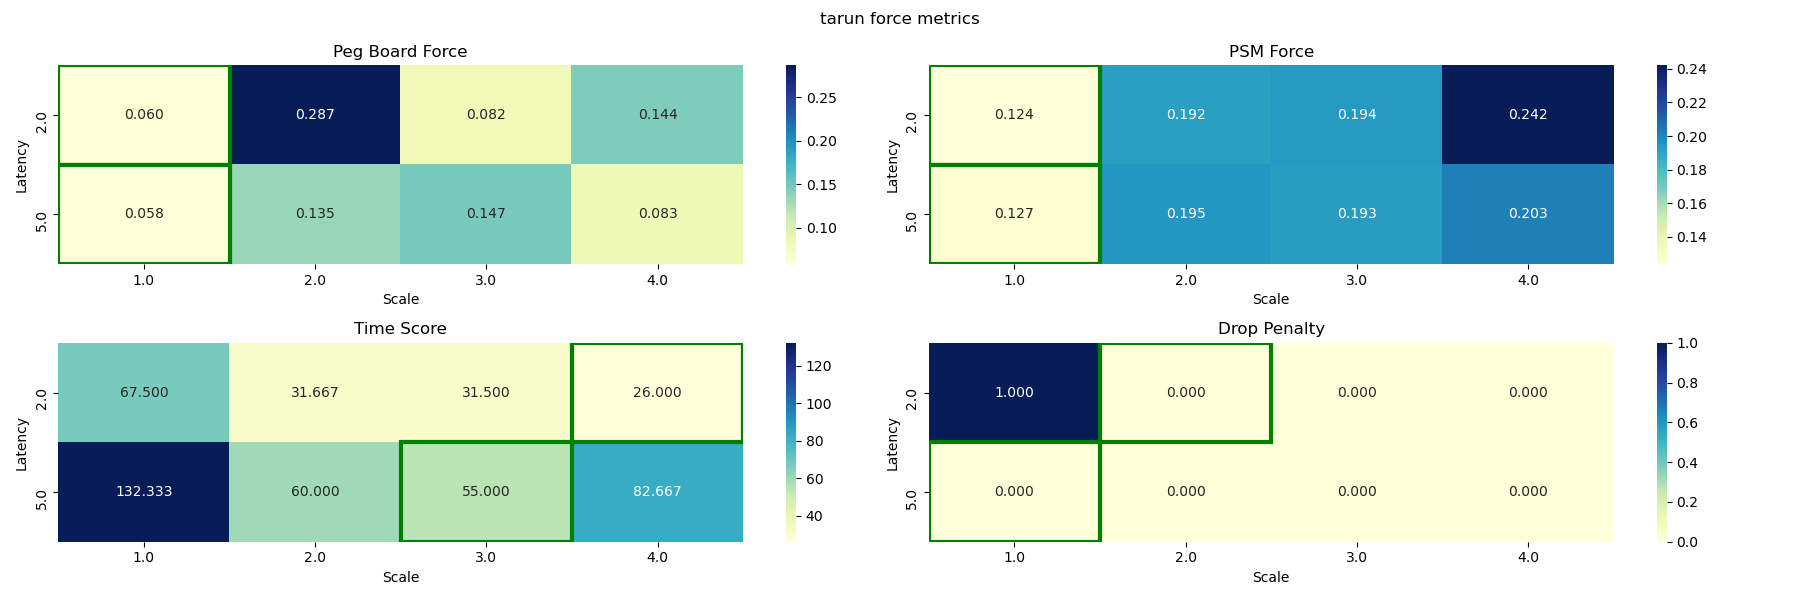 tarun force metrics
Peg Board Force
PSM Force
2.0 0.060 0.287 0.082 0.144 0.25
5.0 0.058 0.135 0.147 0.083 0.20
0.15
0.10
Latency
1.0 2.0 3.0 4.0
Scale
2.0 0.124 0.192 0.194 0.242 0.24
5.0 0.127 0.195 0.193 0.203 0.22
0.20
0.18
0.16
0.14
Latency
1.0 2.0 3.0 4.0
Scale
Time Score
Drop Penalty
2.0 67.500 31.667 31.500 26.000 120
5.0 132.333 60.000 55.000 82.667 100
80
60
40
Latency
1.0 2.0 3.0 4.0
Scale
2.0 1.000 0.000 0.000 0.000 1.0
5.0 0.000 0.000 0.000 0.000 0.8
0.6
0.4
0.2
0.0
Latency
1.0 2.0 3.0 4.0
Scale